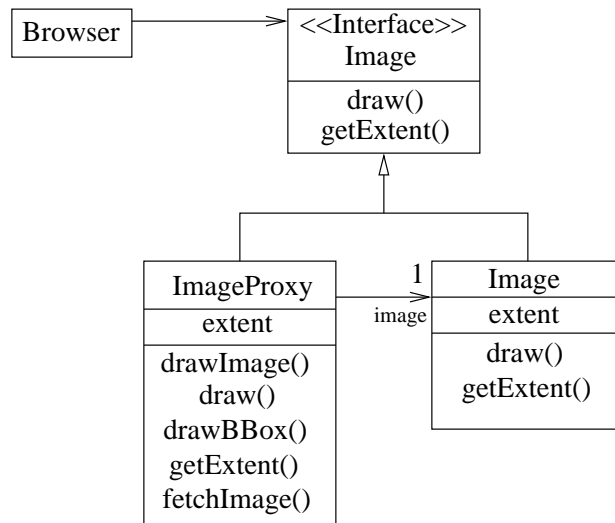 Browser
<<Interface>>
Image
draw()
getExtent()
ImageProxy
extent
drawImage()
draw()
drawBBox()
getExtent()
fetchImage()
1
image
Image
extent
draw()
getExtent()